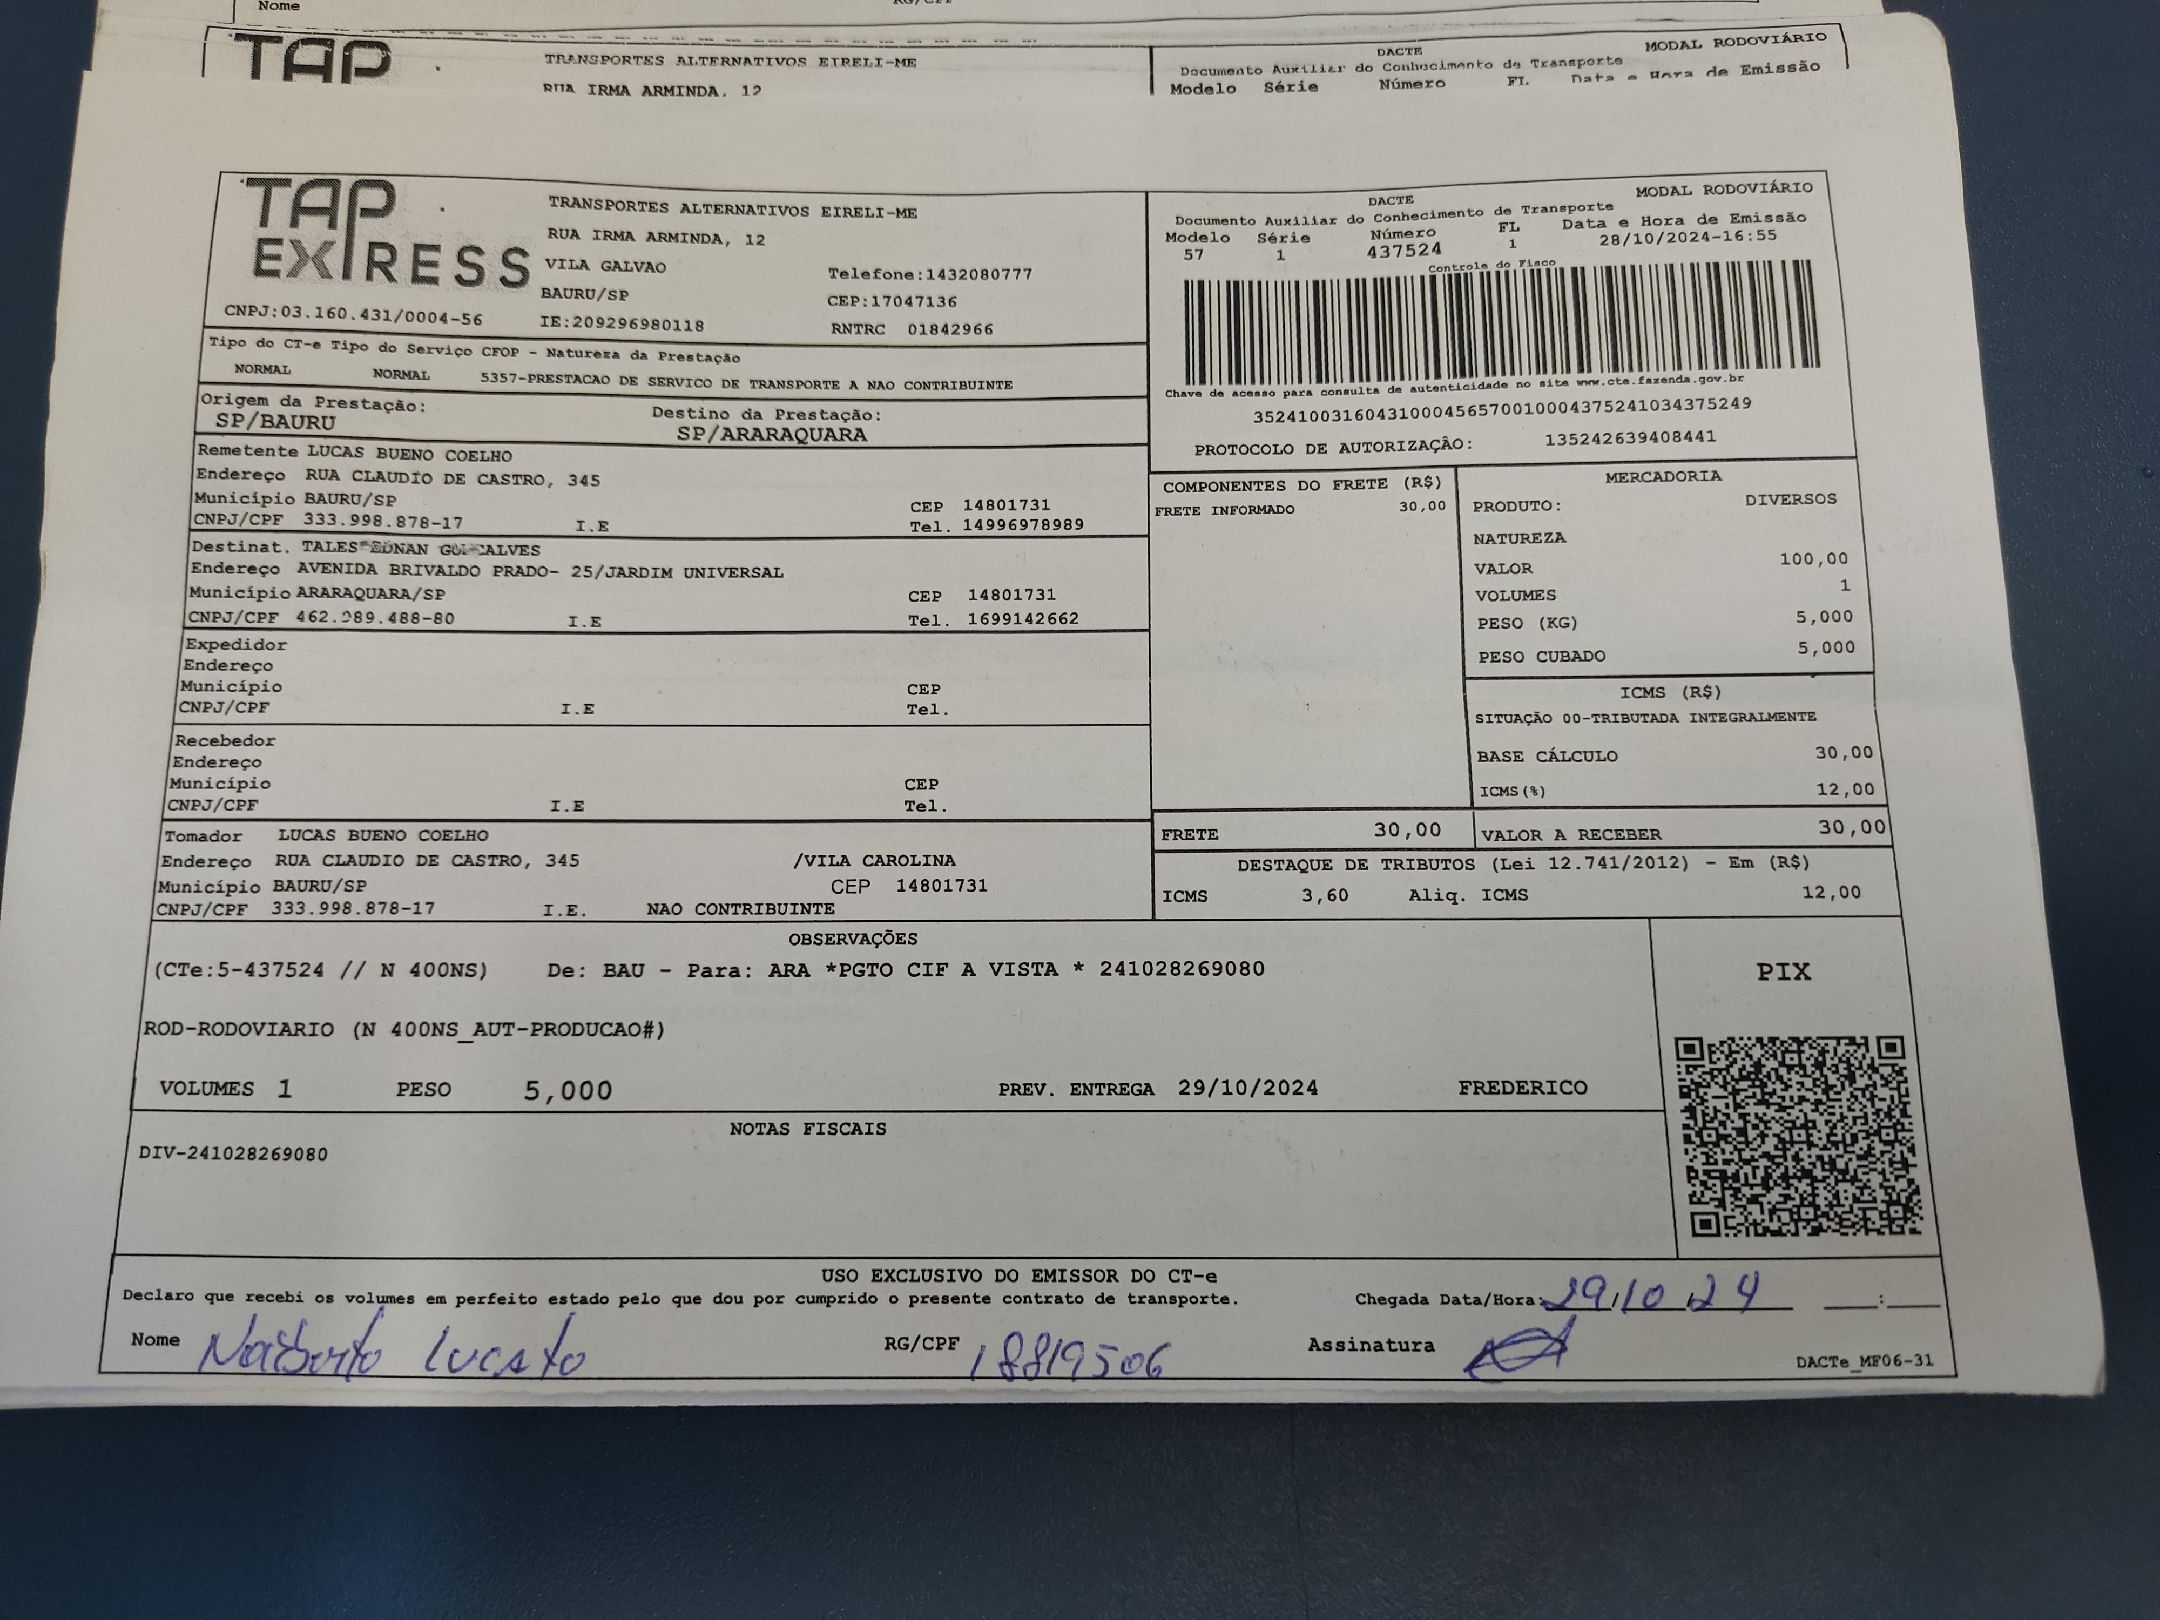 Nome RG/CPF
TAP
TRANSPORTES ALTERNATIVOS EIRELI-ME
RUA IRMA ARMINDA, 12
DACTE MODAL RODOVIÁRIO
Documento Auxiliar do Conhecimento de Transporte
Modelo Série Número FL Data e Hora de Emissão
TAP EXPRESS
CNPJ:03.160.431/0004-56
TRANSPORTES ALTERNATIVOS EIRELI-ME
RUA IRMA ARMINDA, 12
VILA GALVAO Telefone:1432080777
BAURU/SP CEP:17047136
IE:209296980118 RNTRC 01842966
DACTE MODAL RODOVIÁRIO
Documento Auxiliar do Conhecimento de Transporte
Modelo Série Número FL Data e Hora de Emissão
57 1 437524 1 28/10/2024-16:55
Controle do Fisco
Chave de acesso para consulta de autenticidade no site www.cte.fazenda.gov.br
35241003160431000456570010004375241034375249
PROTOCOLO DE AUTORIZAÇÃO: 135242639408441
Tipo do CT-e Tipo do Serviço CFOP - Natureza da Prestação
NORMAL NORMAL 5357-PRESTACAO DE SERVICO DE TRANSPORTE A NAO CONTRIBUINTE
Origem da Prestação: Destino da Prestação:
SP/BAURU SP/ARARAQUARA
Remetente LUCAS BUENO COELHO
Endereço RUA CLAUDIO DE CASTRO, 345
Município BAURU/SP CEP 14801731
CNPJ/CPF 333.998.878-17 I.E Tel. 14996978989
Destinat. TALES EDNAN GONCALVES
Endereço AVENIDA BRIVALDO PRADO- 25/JARDIM UNIVERSAL
Município ARARAQUARA/SP CEP 14801731
CNPJ/CPF 462.089.488-80 I.E Tel. 1699142662
Expedidor
Endereço
Município CEP
CNPJ/CPF I.E Tel.
Recebedor
Endereço
Município CEP
CNPJ/CPF I.E Tel.
Tomador LUCAS BUENO COELHO
Endereço RUA CLAUDIO DE CASTRO, 345 /VILA CAROLINA
Município BAURU/SP CEP 14801731
CNPJ/CPF 333.998.878-17 I.E. NAO CONTRIBUINTE
COMPONENTES DO FRETE (R$)
FRETE INFORMADO 30,00
MERCADORIA
PRODUTO: DIVERSOS
NATUREZA
VALOR 100,00
VOLUMES 1
PESO (KG) 5,000
PESO CUBADO 5,000
ICMS (R$)
SITUAÇÃO 00-TRIBUTADA INTEGRALMENTE
BASE CÁLCULO 30,00
ICMS(%) 12,00
FRETE 30,00 VALOR A RECEBER 30,00
DESTAQUE DE TRIBUTOS (Lei 12.741/2012) - Em (R$)
ICMS 3,60 Aliq. ICMS 12,00
OBSERVAÇÕES
(CTe:5-437524 // N 400NS) De: BAU - Para: ARA *PGTO CIF A VISTA * 241028269080
ROD-RODOVIARIO (N 400NS_AUT-PRODUCAO#)
VOLUMES 1 PESO 5,000 PREV. ENTREGA 29/10/2024 FREDERICO
PIX
NOTAS FISCAIS
DIV-241028269080
USO EXCLUSIVO DO EMISSOR DO CT-e
Declaro que recebi os volumes em perfeito estado pelo que dou por cumprido o presente contrato de transporte. Chegada Data/Hora: 29/10/24 ___:___
Nome Lucato RG/CPF 18819506 Assinatura
DACTe_MF06-31